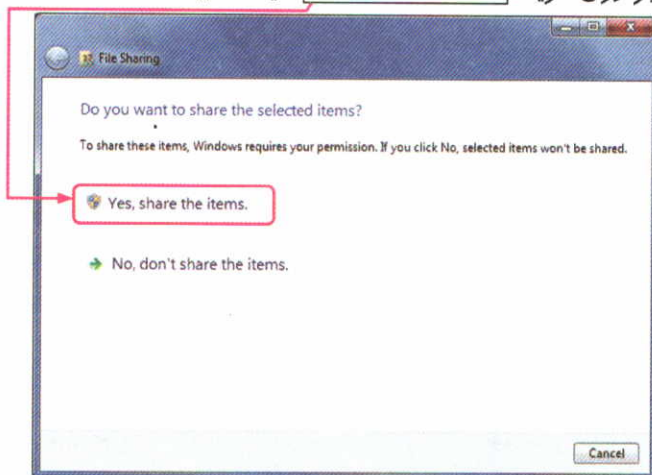 File Sharing
Do you want to share the selected items?
To share these items, Windows requires your permission. If you click No, selected items won't be shared.
Yes, share the items.
No, don't share the items.
Cancel